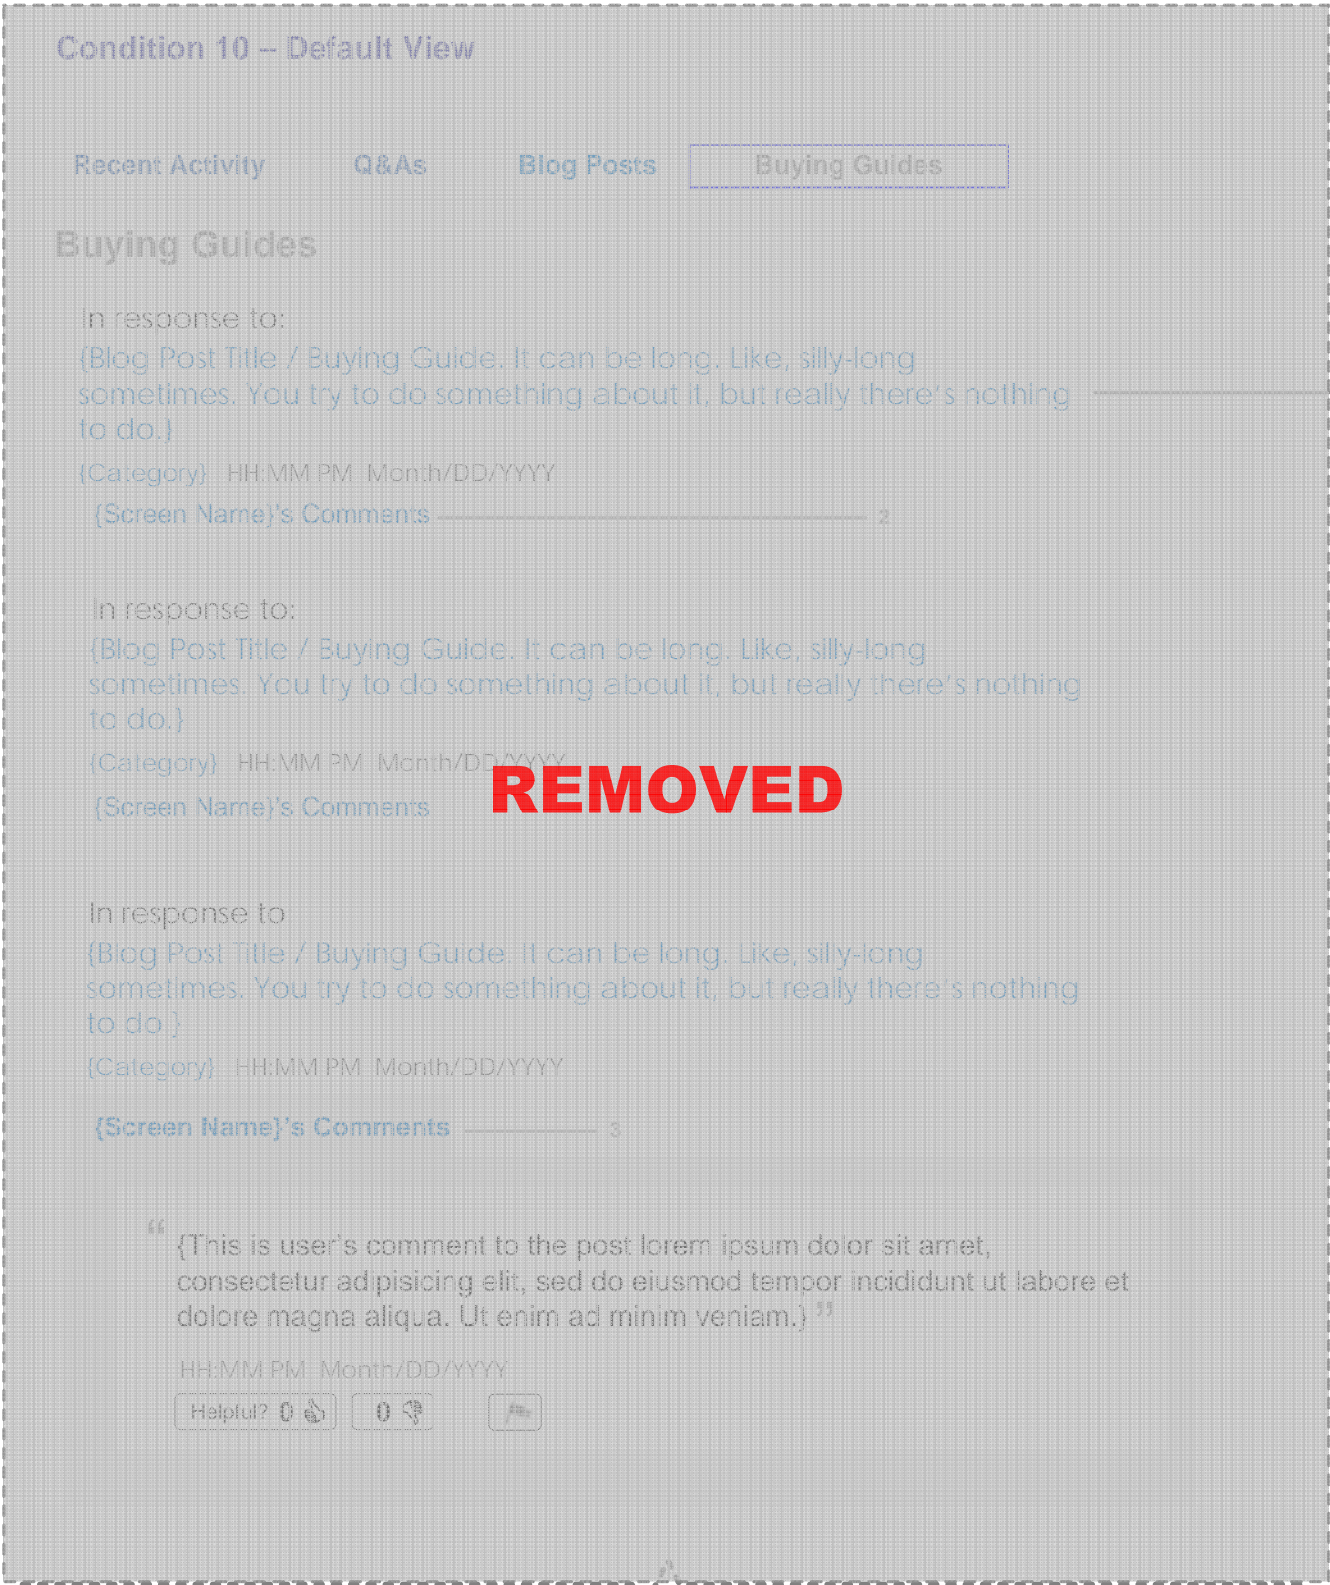 Condition 10 – Default View
Recent Activity Q&As Blog Posts Buying Guides
Buying Guides
In response to:
{Blog Post Title / Buying Guide. It can be long. Like, silly-long
sometimes. You try to do something about it, but really there's nothing
to do.}
{Category} HH:MM PM Month/DD/YYYY
{Screen Name}'s Comments 2
In response to:
{Blog Post Title / Buying Guide. It can be long. Like, silly-long
sometimes. You try to do something about it, but really there's nothing
to do.}
{Category} HH:MM PM Month/DD/YYYY
REMOVED
{Screen Name}'s Comments
In response to
{Blog Post Title / Buying Guide. It can be long. Like, silly-long
sometimes. You try to do something about it, but really there's nothing
to do.}
{Category} HH:MM PM Month/DD/YYYY
{Screen Name}'s Comments 3
“ {This is user's comment to the post lorem ipsum dolor sit amet,
consectetur adipisicing elit, sed do eiusmod tempor incididunt ut labore et
dolore magna aliqua. Ut enim ad minim veniam.} ”
HH:MM PM Month/DD/YYYY
Helpful? 0 0